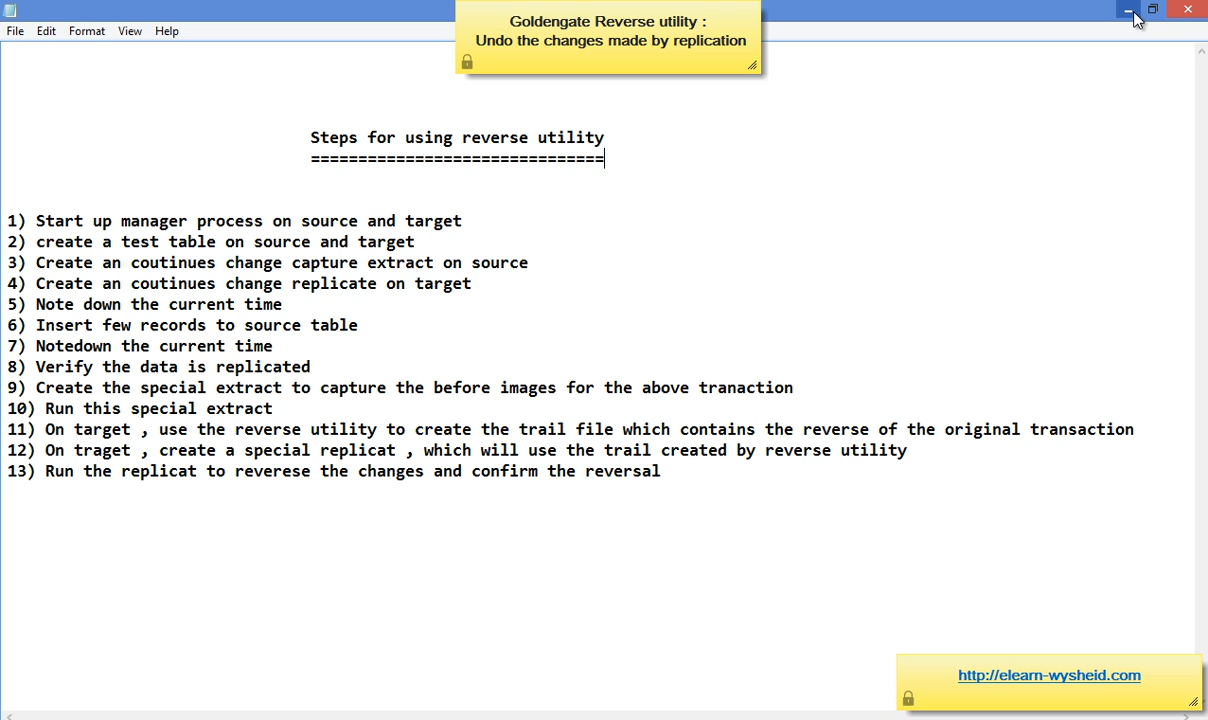 Goldengate Reverse utility :
Undo the changes made by replication
File Edit Format View Help
Steps for using reverse utility
===============================
1) Start up manager process on source and target
2) create a test table on source and target
3) Create an coutinues change capture extract on source
4) Create an coutinues change replicate on target
5) Note down the current time
6) Insert few records to source table
7) Notedown the current time
8) Verify the data is replicated
9) Create the special extract to capture the before images for the above tranaction
10) Run this special extract
11) On target , use the reverse utility to create the trail file which contains the reverse of the original transaction
12) On traget , create a special replicat , which will use the trail created by reverse utility
13) Run the replicat to reverese the changes and confirm the reversal
http://elearn-wysheid.com